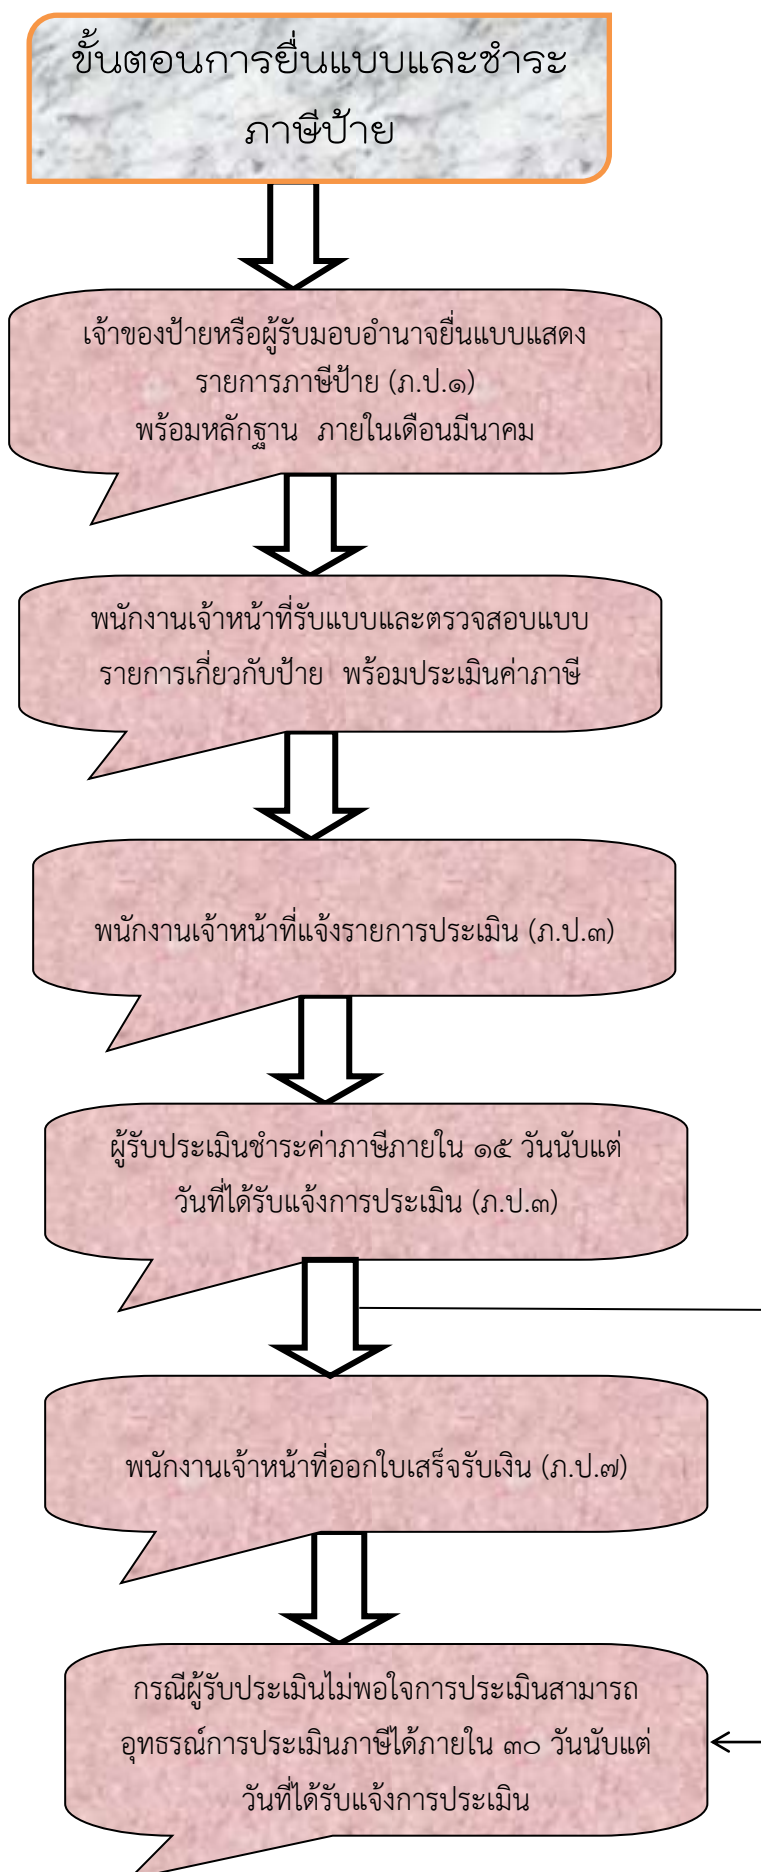 ขั้นตอนการยื่นแบบและชำระ
ภาษีป้าย
เจ้าของป้ายหรือผู้รับมอบอำนาจยื่นแบบแสดง
รายการภาษีป้าย (ภ.ป.๑)
พร้อมหลักฐาน ภายในเดือนมีนาคม
พนักงานเจ้าหน้าที่รับแบบและตรวจสอบแบบ
รายการเกี่ยวกับป้าย พร้อมประเมินค่าภาษี
พนักงานเจ้าหน้าที่แจ้งรายการประเมิน (ภ.ป.๓)
ผู้รับประเมินชำระค่าภาษีภายใน ๑๕ วันนับแต่
วันที่ได้รับแจ้งการประเมิน (ภ.ป.๓)
พนักงานเจ้าหน้าที่ออกใบเสร็จรับเงิน (ภ.ป.๗)
กรณีผู้รับประเมินไม่พอใจการประเมินสามารถ
อุทธรณ์การประเมินภาษีได้ภายใน ๓๐ วันนับแต่
วันที่ได้รับแจ้งการประเมิน